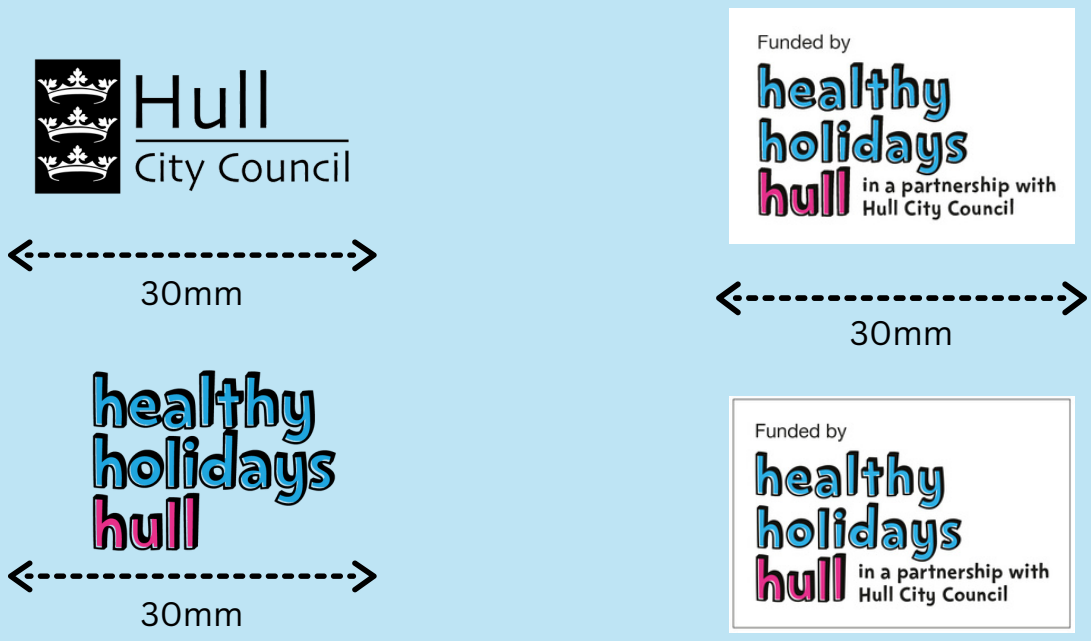 Hull
City Council
30mm
healthy
holidays
hull
30mm
Funded by
healthy
holidays
hull in a partnership with
Hull City Council
30mm
Funded by
healthy
holidays
hull in a partnership with
Hull City Council